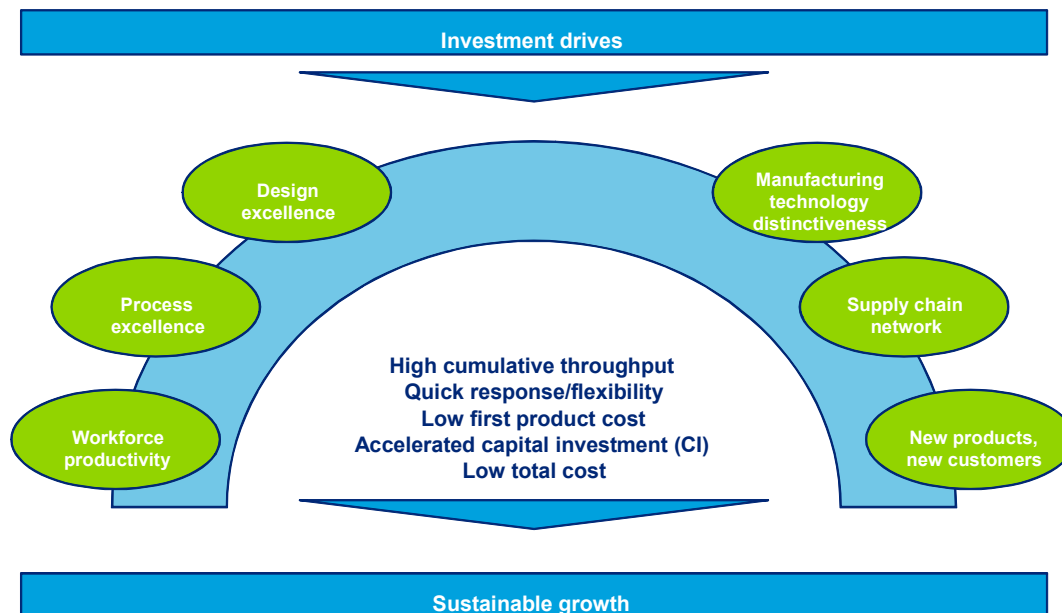 Investment drives
Design
excellence
Manufacturing
technology
distinctiveness
Process
excellence
Supply chain
network
High cumulative throughput
Quick response/flexibility
Low first product cost
Accelerated capital investment (CI)
Low total cost
Workforce
productivity
New products,
new customers
Sustainable growth